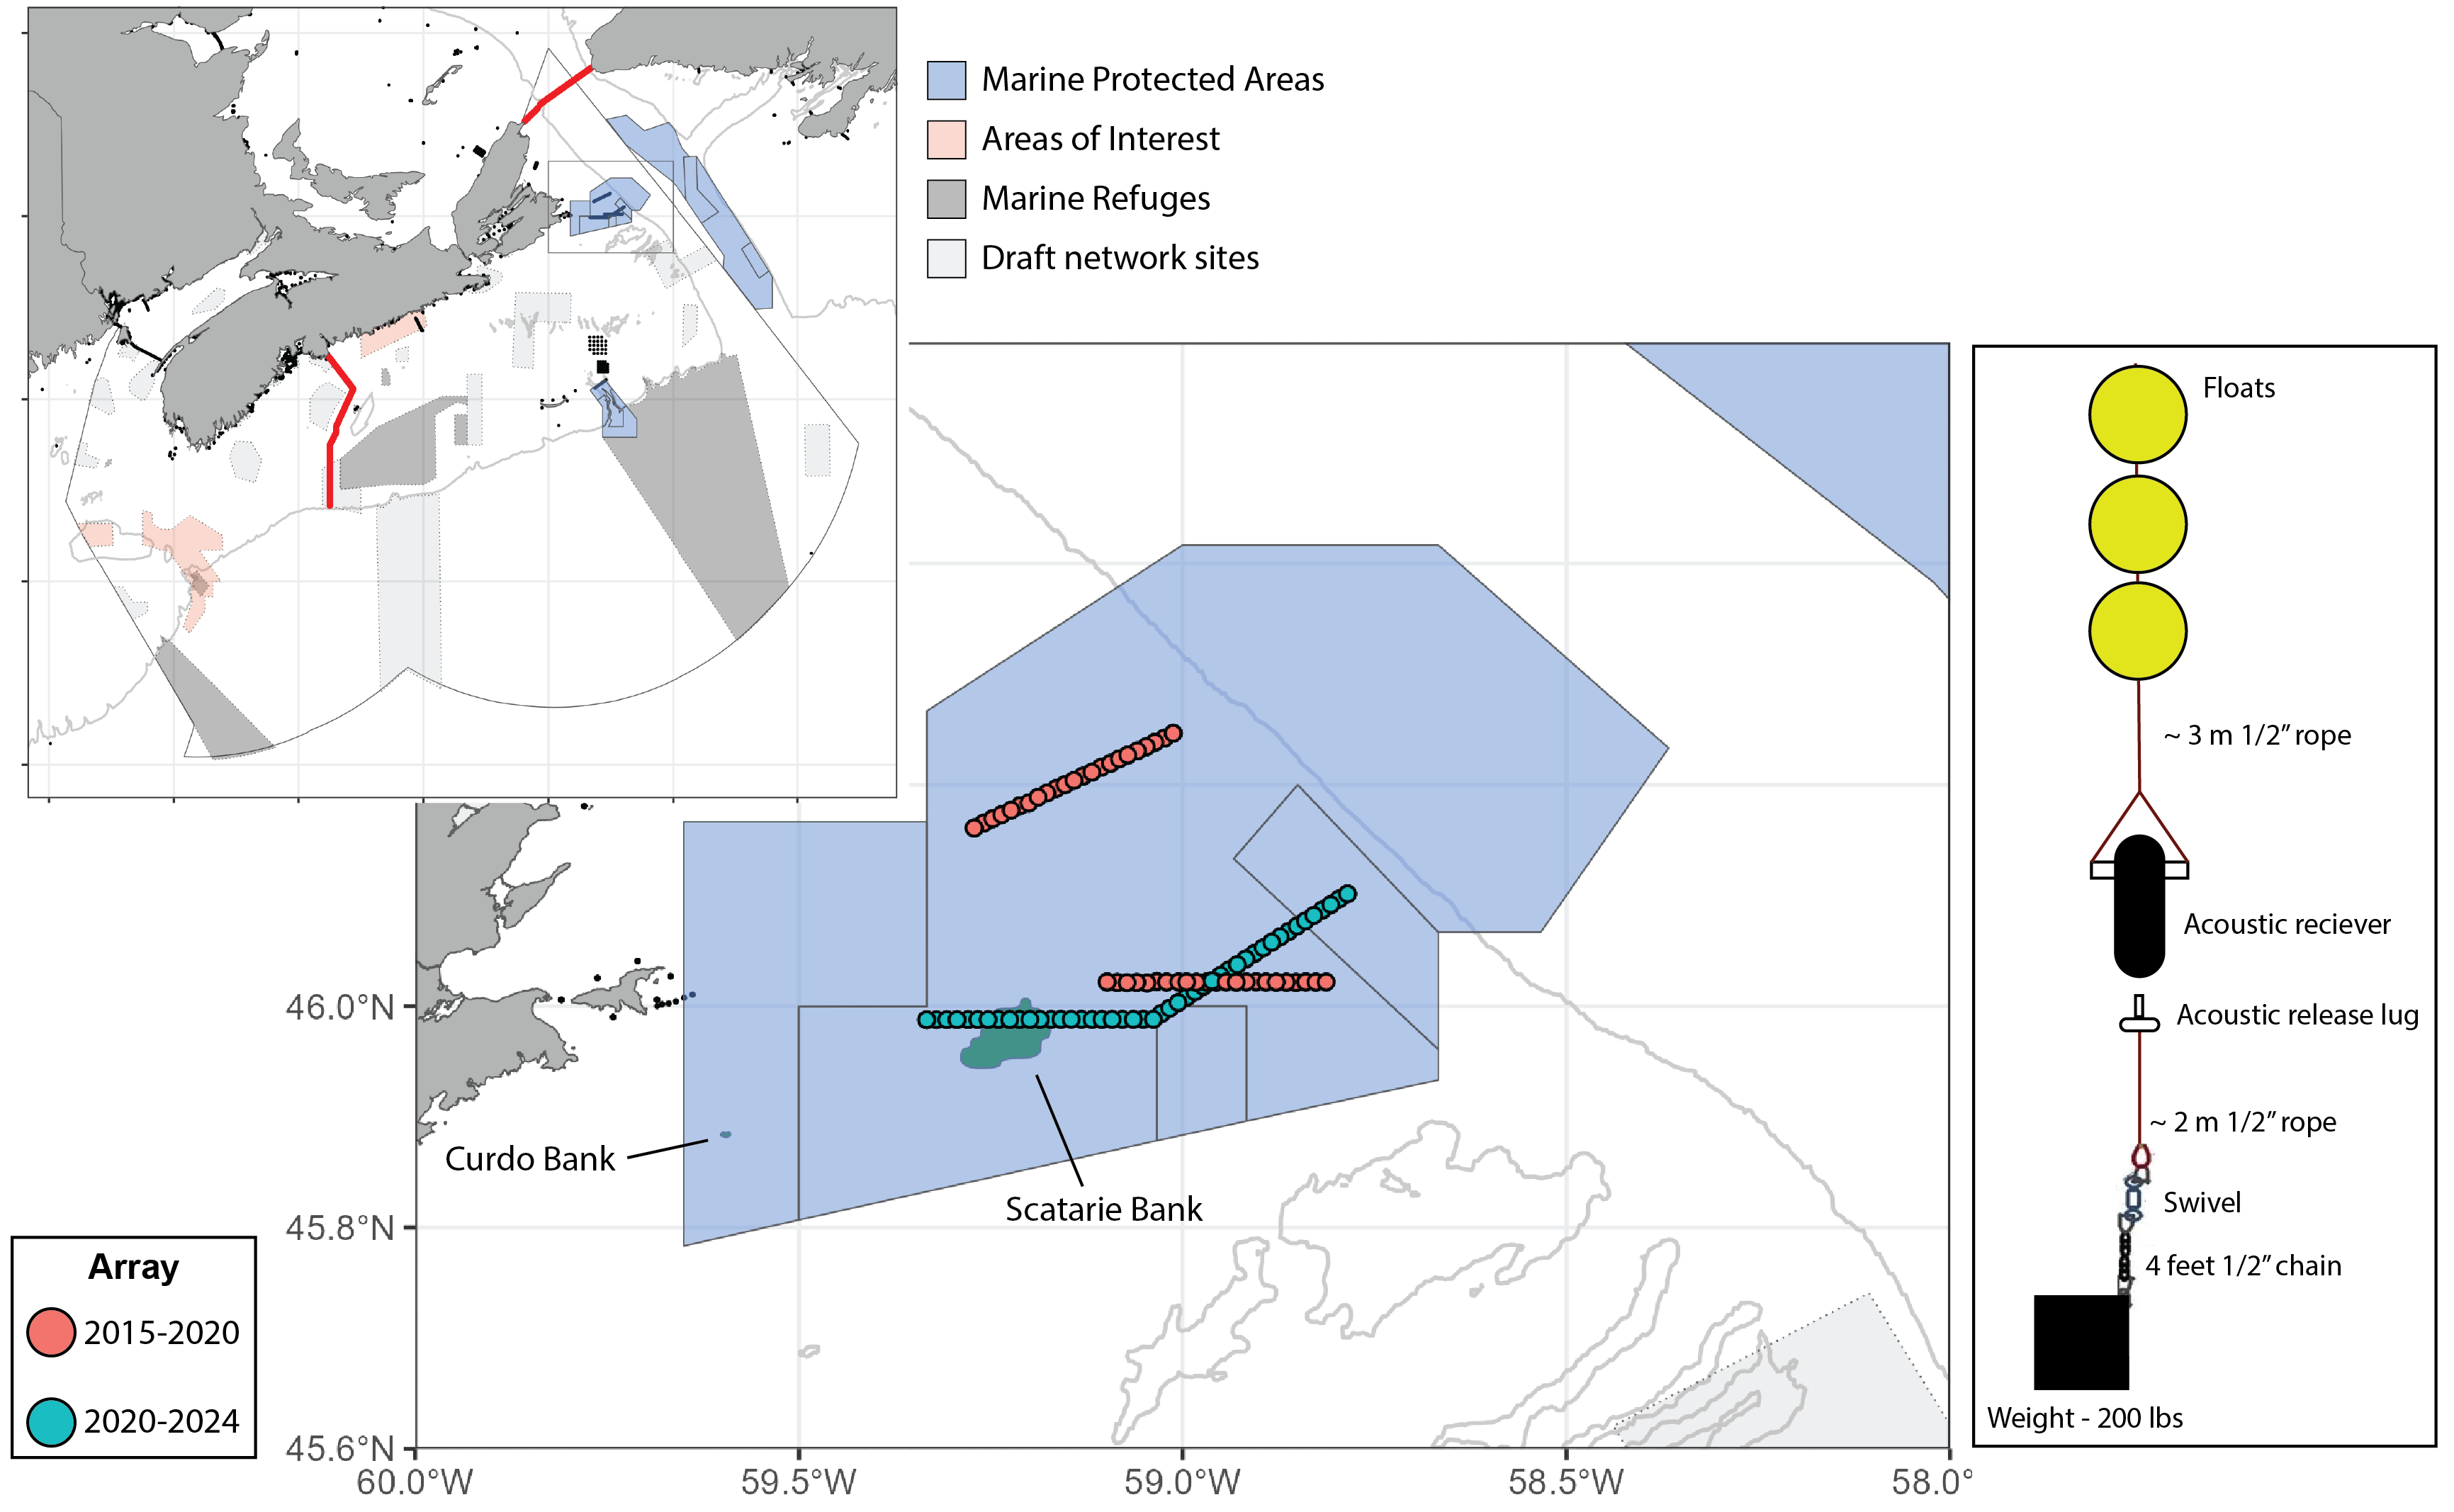 Marine Protected Areas
Areas of Interest
Marine Refuges
Draft network sites
Floats
~ 3 m 1/2” rope
Acoustic reciever
Acoustic release lug
~ 2 m 1/2” rope
Swivel
4 feet 1/2” chain
Weight - 200 lbs
46.0°N
45.8°N
45.6°N
Curdo Bank
Scatarie Bank
Array
2015-2020
2020-2024
60.0°W
59.5°W
59.0°W
58.5°W
58.0°